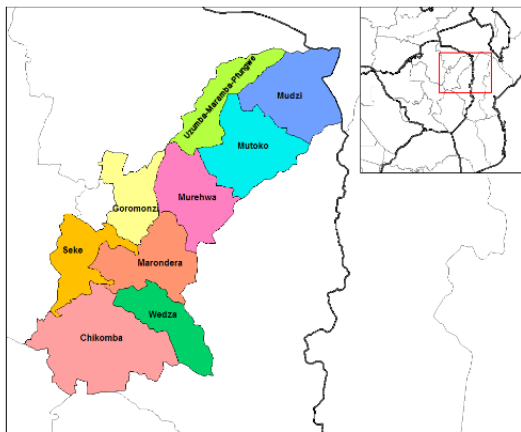 Uzumba-Maramba-Pfungwe
Mudzi
Mutoko
Murehwa
Goromonzi
Seke
Marondera
Wedza
Chikomba